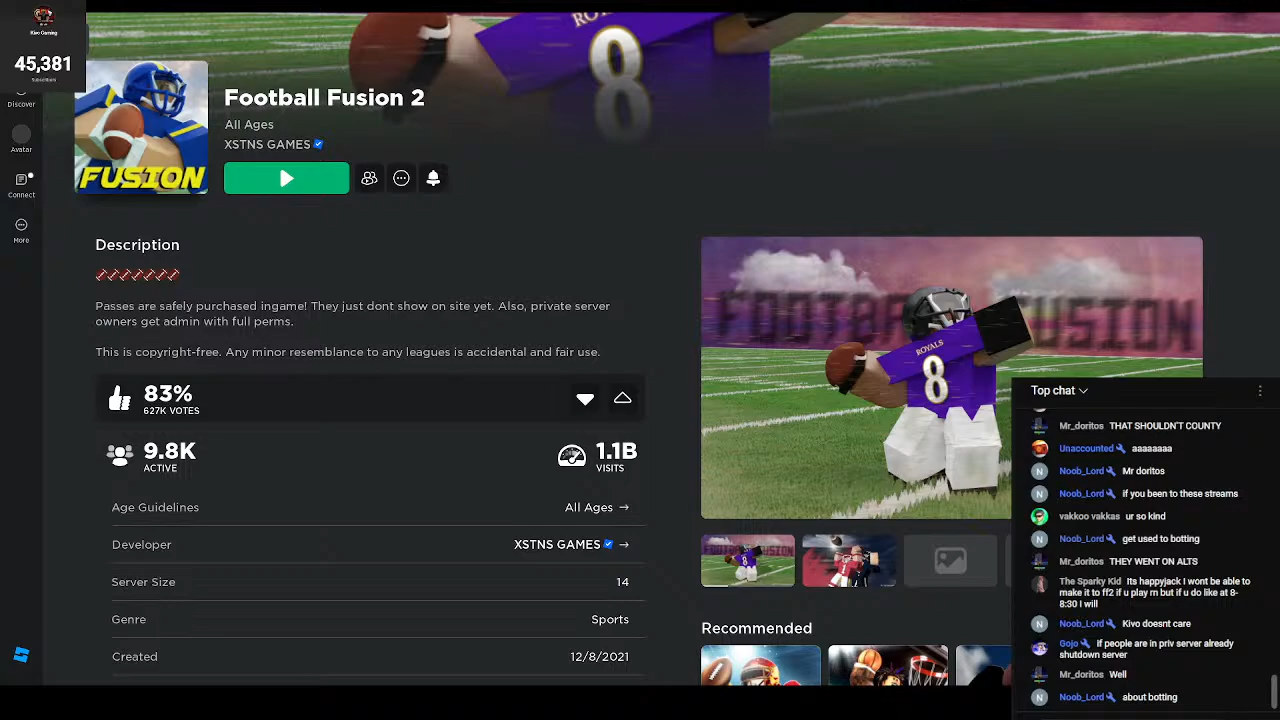 Kivo Gaming
45,381
Subscribers
Discover
Avatar
Connect
More
FUSION
ROYALS
8
Football Fusion 2
All Ages
XSTNS GAMES
Description
Passes are safely purchased ingame! They just dont show on site yet. Also, private server
owners get admin with full perms.
This is copyright-free. Any minor resemblance to any leagues is accidental and fair use.
83%
627K VOTES
9.8K
ACTIVE
1.1B
VISITS
Age Guidelines
All Ages →
Developer
XSTNS GAMES →
Server Size
14
Genre
Sports
Created
12/8/2021
FOOTBALL FUSION
ROYALS
8
Recommended
Top chat
Mr_doritos THAT SHOULDN'T COUNTY
Unaccounted aaaaaaaa
Noob_Lord Mr doritos
Noob_Lord if you been to these streams
vakkoo vakkas ur so kind
Noob_Lord get used to botting
Mr_doritos THEY WENT ON ALTS
The Sparky Kid Its happyjack I wont be able to
make it to ff2 if u play m but if u do like at 8-
8:30 I will
Noob_Lord Kivo doesnt care
Gojo If people are in priv server already
shutdown server
Mr_doritos Well
Noob_Lord about botting